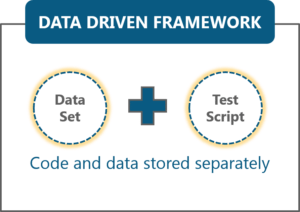 DATA DRIVEN FRAMEWORK
Data
Set
Test
Script
Code and data stored separately